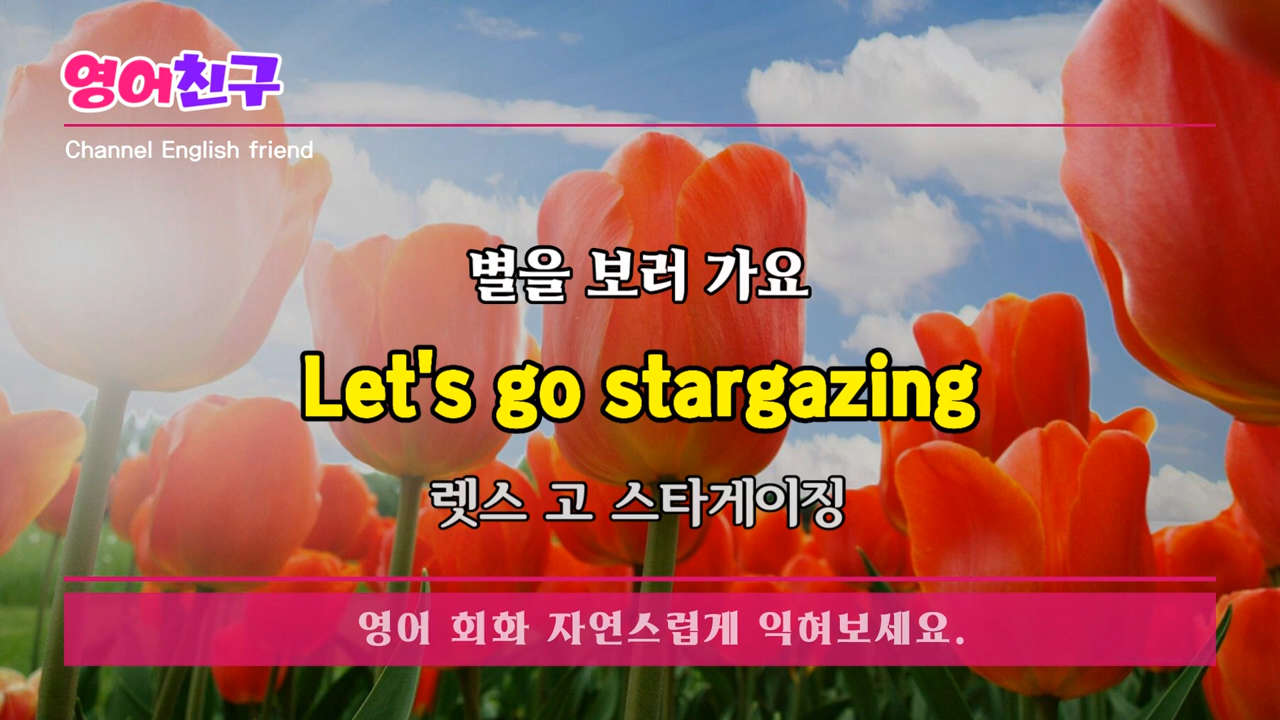 영어친구
Channel English friend
별을 보러 가요
Let's go stargazing
렛스 고 스타게이징
영어 회화 자연스럽게 익혀보세요.